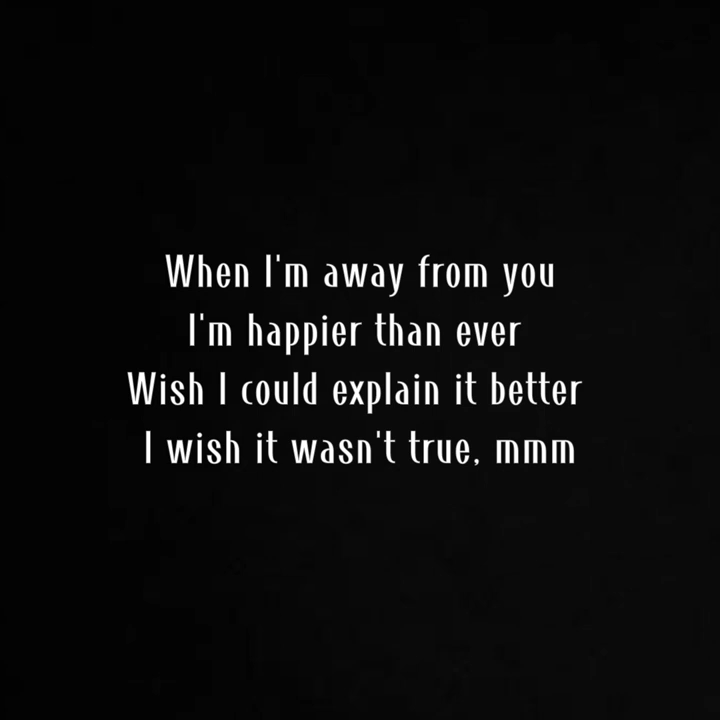 When I'm away from you
I'm happier than ever
Wish I could explain it better
I wish it wasn't true, mmm